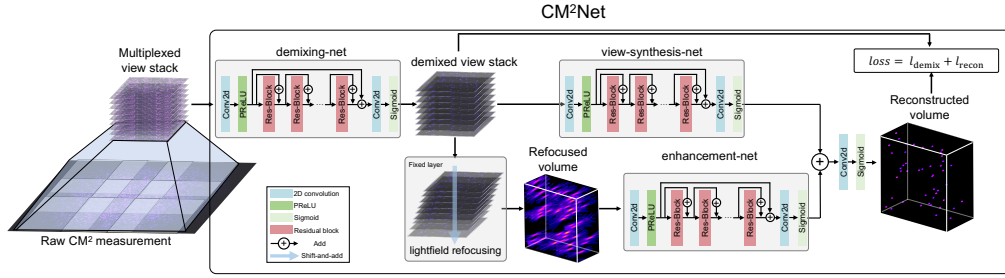 CM²Net
Multiplexed
view stack
Raw CM² measurement
demixing-net
Conv2d
PReLU
Res-Block
Res-Block
Res-Block
Conv2d
Sigmoid
demixed view stack
view-synthesis-net
Conv2d
PReLU
Res-Block
Res-Block
Res-Block
Conv2d
Sigmoid
loss = l_demix + l_recon
Reconstructed
volume
2D convolution
PReLU
Sigmoid
Residual block
Add
Shift-and-add
Fixed layer
lightfield refocusing
Refocused
volume
enhancement-net
Conv2d
PReLU
Res-Block
Res-Block
Res-Block
Conv2d
Sigmoid
Conv2d
Sigmoid